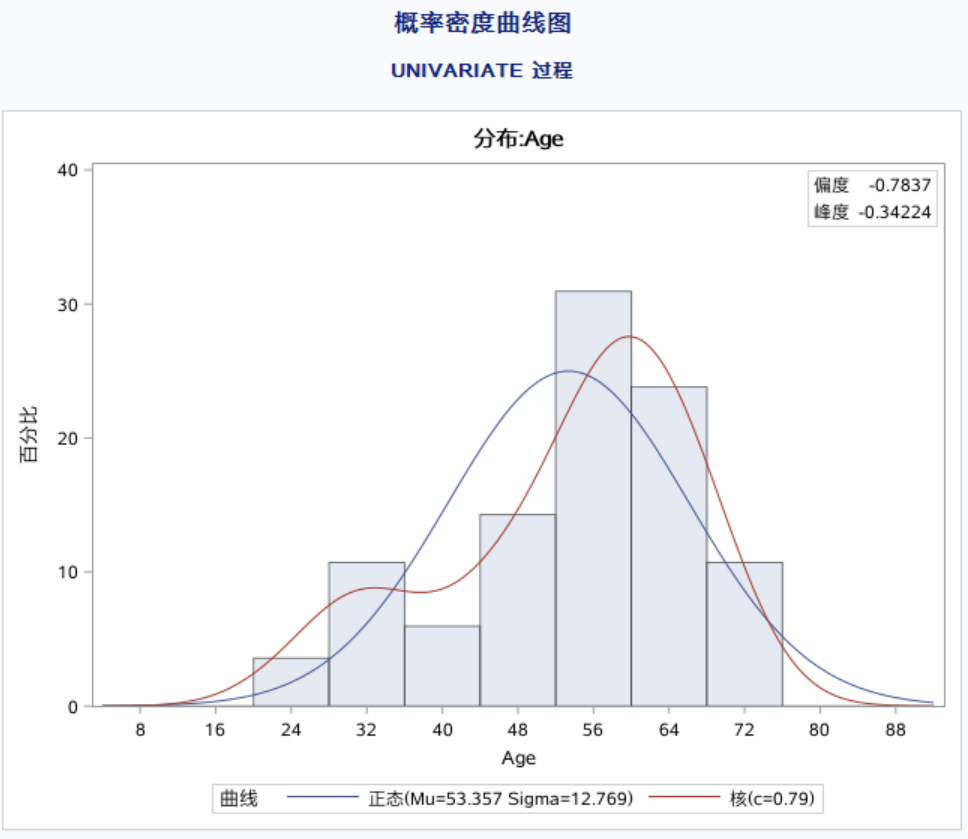 概率密度曲线图
UNIVARIATE 过程
分布:Age
偏度 -0.7837
峰度 -0.34224
40
30
20
10
0
百分比
8 16 24 32 40 48 56 64 72 80 88
Age
曲线 正态(Mu=53.357 Sigma=12.769) 核(c=0.79)